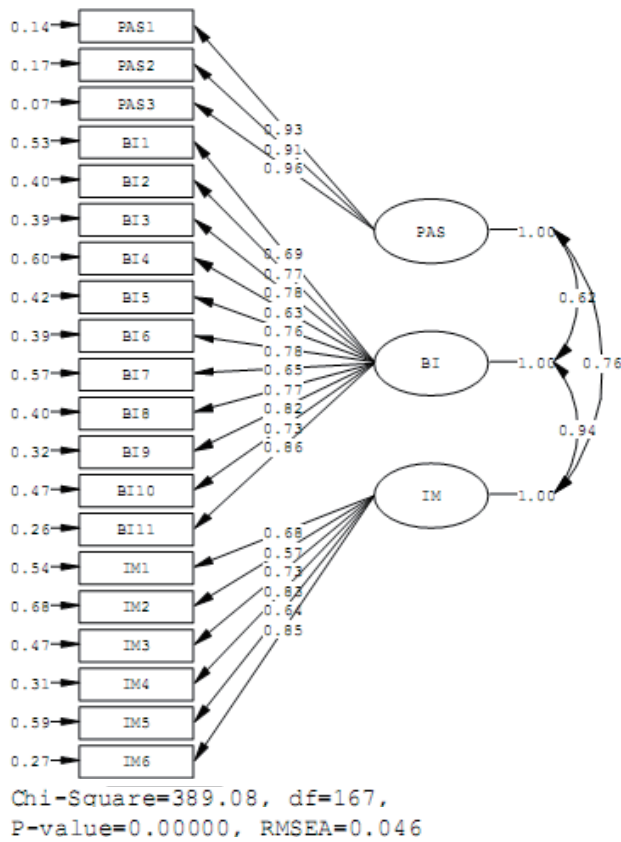 0.14 PAS1
0.17 PAS2
0.07 PAS3
0.53 BI1
0.93
0.91
0.96
0.40 BI2
0.39 BI3
PAS 1.00
0.60 BI4
0.69
0.77
0.78
0.63
0.76
0.78
0.65
0.77
0.82
0.73
0.86
0.42 BI5
0.62
0.39 BI6
BI 1.00 0.76
0.57 BI7
0.40 BI8
0.94
0.32 BI9
0.47 BI10
IM 1.00
0.26 BI11
0.68
0.57
0.73
0.83
0.64
0.85
0.54 IM1
0.68 IM2
0.47 IM3
0.31 IM4
0.59 IM5
0.27 IM6
Chi-Square=389.08, df=167,
P-value=0.00000, RMSEA=0.046